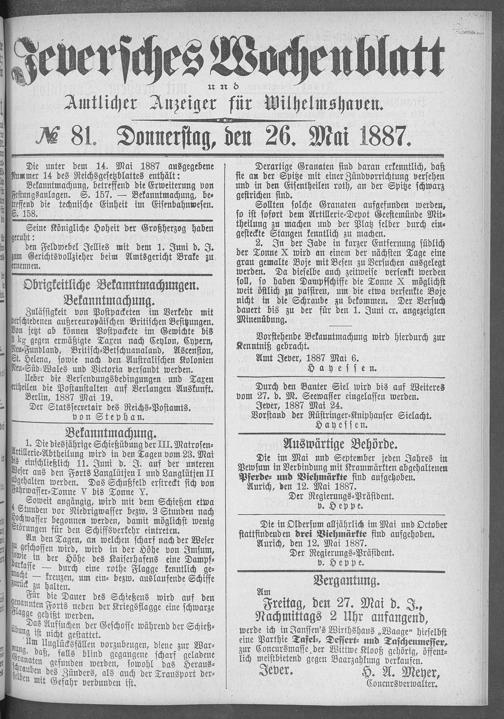 Jeversches Wochenblatt
und
Amtlicher Anzeiger für Wilhelmshaven.
№ 81. Donnerstag, den 26. Mai 1887.
Die unter dem 14. Mai 1887 ausgegebene
Nummer 14 des Reichsgesetzblattes enthält:
Bekanntmachung, betreffend die Erweiterung von
Festungsanlagen. S. 157. — Bekanntmachung, be-
treffend die technische Einheit im Eisenbahnwesen.
S. 158.
Seine Königliche Hoheit der Großherzog haben
geruht:
den Feldwebel Jellies mit dem 1. Juni d. J.
zum Gerichtsvollzieher beim Amtsgericht Brake zu
ernennen.
Obrigkeitliche Bekanntmachungen.
Bekanntmachung.
Zulässigkeit von Postpacketen im Verkehr mit
verschiedenen außereuropäischen Britischen Besitzungen.
Von jetzt ab können Postpackete im Gewichte bis
kg gegen ermäßigte Taxen nach Ceylon, Cypern,
Neu-Fundland, Britisch-Betschuanaland, Ascension,
St. Helena, sowie nach den Australischen Kolonien
Neu-Süd-Wales und Victoria versandt werden.
Ueber die Versendungsbedingungen und Taxen
ertheilen die Postanstalten auf Verlangen Auskunft.
Berlin, 1887 Mai 19.
Der Staatssecretair des Reichs-Postamts.
von Stephan.
Bekanntmachung.
1. Die diesjährige Schießübung der III. Matrosen-
Artillerie-Abtheilung wird in den Tagen vom 23. Mai
bis einschließlich 11. Juni d. J. auf der unteren
Weser aus den Forts Langlütjen I und Langlütjen II
abgehalten werden. Das Schußfeld erstreckt sich von
Fahrwasser-Tonne V bis Tonne Y.
Soweit angängig, wird mit dem Schießen etwa
4 Stunden vor Niedrigwasser bezw. 2 Stunden nach
Hochwasser begonnen werden, damit möglichst wenig
Störungen für den Schiffsverkehr eintreten.
An den Tagen, an welchen scharf nach der Weser
zu geschossen wird, wird in der Höhe von Imsum,
sowie in der Höhe des Kaiserhafens eine Dampf-
barkasse — durch eine rothe Flagge kenntlich ge-
macht — kreuzen, um ein- bezw. auslaufende Schiffe
zurück zu halten.
Für die Dauer des Schießens wird auf den
genannten Forts neben der Kriegsflagge eine schwarze
Flagge gesetzt werden.
Das Aufsuchen der Geschosse während der Schieß-
übung ist nicht gestattet.
Um Unglücksfällen vorzubeugen, diene zur War-
nung, daß, falls blind gegangene scharf geladene
Granaten gefunden werden, sowohl das Heraus-
schrauben des Zünders, als auch der Transport der-
selben mit Gefahr verbunden ist.
Derartige Granaten sind daran erkenntlich, daß
sie an der Spitze mit einer Zündvorrichtung versehen
und in den Eisentheilen roth, an der Spitze schwarz
gestrichen sind.
Sollten solche Granaten aufgefunden werden,
so ist sofort dem Artillerie-Depot Geestemünde Mit-
theilung zu machen und der Platz selber durch ein-
gesteckte Stangen kenntlich zu machen.
2. In der Jade in kurzer Entfernung südlich
der Tonne X wird an einem der nächsten Tage eine
grau gemalte Boje mit Besen zu Versuchen ausgelegt
werden. Da dieselbe auch zeitweise versenkt werden
soll, so haben Dampfschiffe die Tonne X möglichst
weit östlich zu passiren, um die etwa versenkte Boje
nicht in die Schraube zu bekommen. Der Versuch
dauert bis zu der für den 1. Juni cr. angezeigten
Minenübung.
Vorstehende Bekanntmachung wird hierdurch zur
Kenntniß gebracht.
Amt Jever, 1887 Mai 6.
Hayessen.
Durch den Banter Siel wird bis auf Weiteres
vom 27. d. M. Seewasser eingelassen werden.
Jever, 1887 Mai 24.
Vorstand der Rüstringer-Kniphauser Sielacht.
Hayessen.
Auswärtige Behörde.
Die im Mai und September jeden Jahres in
Pewsum in Verbindung mit Krammärkten abgehaltenen
Pferde- und Viehmärkte sind aufgehoben.
Aurich, den 12. Mai 1887.
Der Regierungs-Präsident.
v. Heppe.
Die in Oldersum alljährlich im Mai und October
stattfindenden drei Viehmärkte sind aufgehoben.
Aurich, den 12. Mai 1887.
Der Regierungs-Präsident.
v. Heppe.
Vergantung.
Am
Freitag, den 27. Mai d. J.,
Nachmittags 2 Uhr anfangend,
werde ich in Janssen's Wirthshaus „Waage" hieselbst
eine Parthie Tafel-, Dessert- und Taschenmesser,
zur Concursmasse der Wittwe Klooß gehörig, öffent-
lich meistbietend gegen Baarzahlung verkaufen.
Jever. H. A. Meyer,
Concursverwalter.